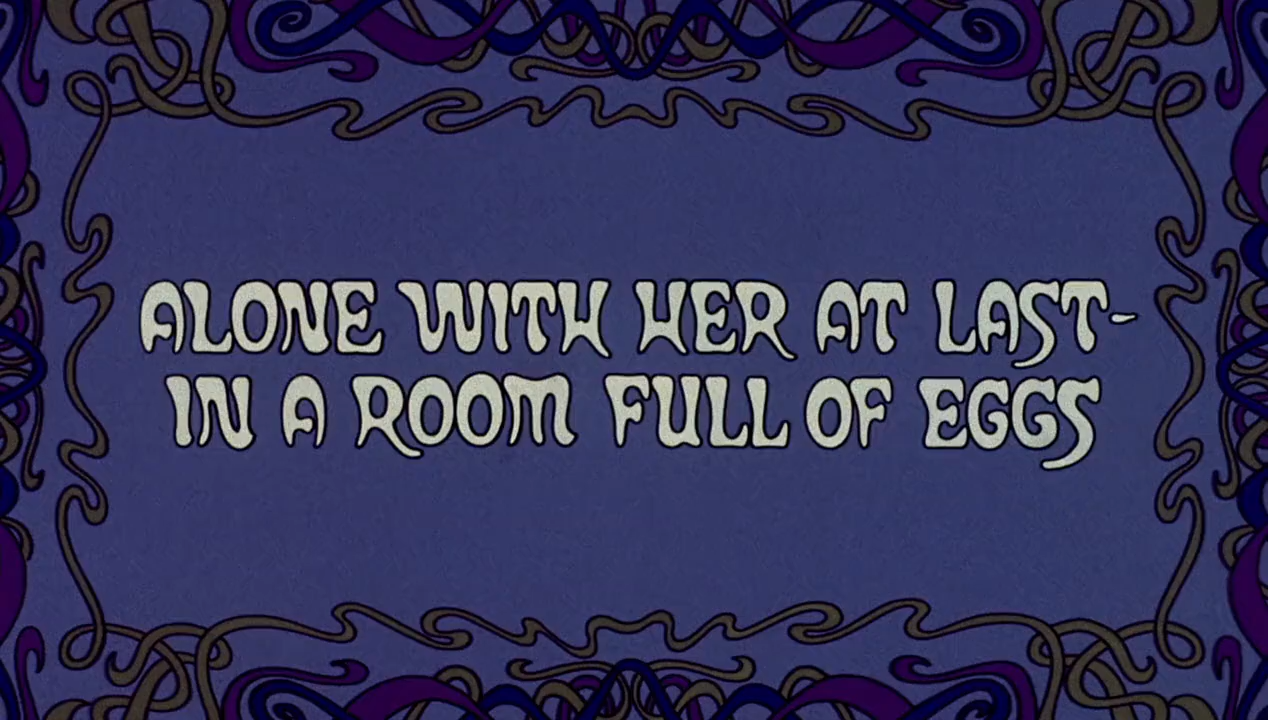 ALONE WITH HER AT LAST-
IN A ROOM FULL OF EGGS